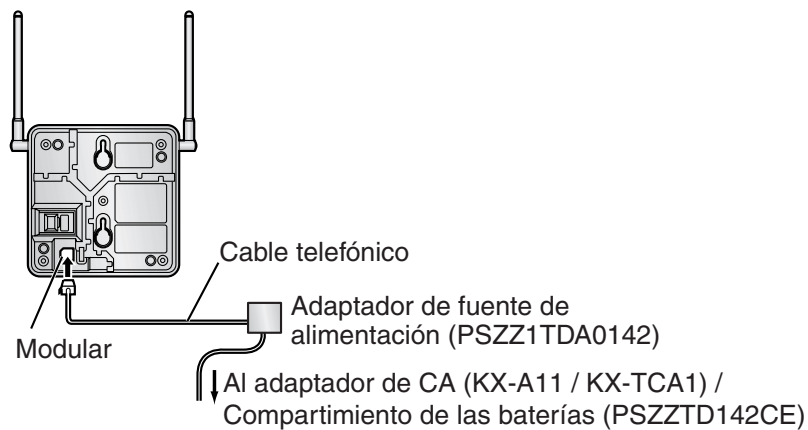 Cable telefónico
Adaptador de fuente de
alimentación (PSZZ1TDA0142)
Modular
Al adaptador de CA (KX-A11 / KX-TCA1) /
Compartimiento de las baterías (PSZZTD142CE)